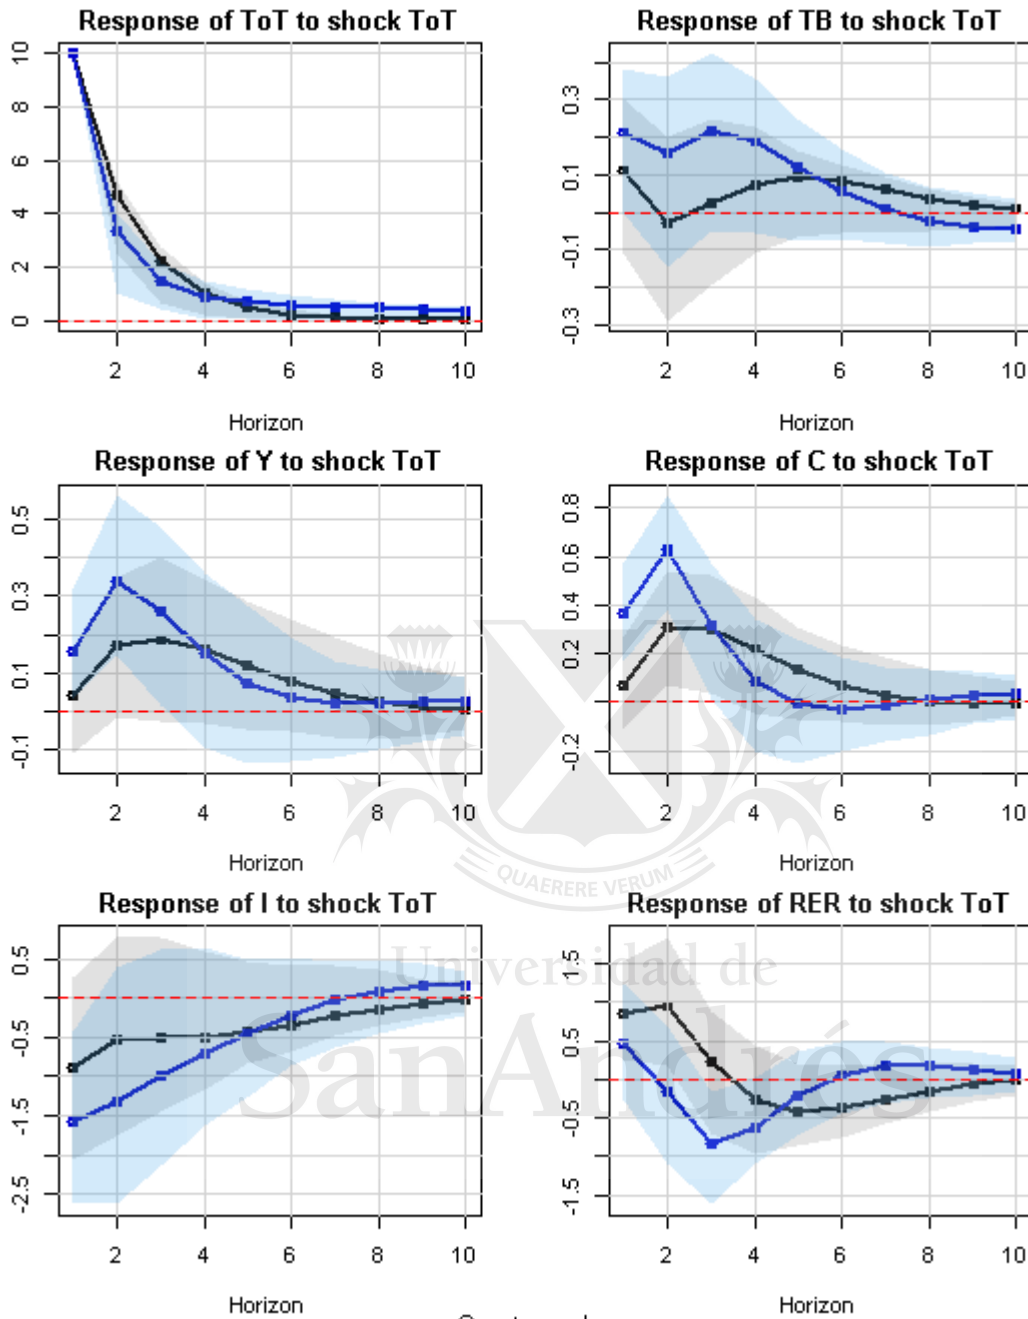 Response of ToT to shock ToT
Response of TB to shock ToT
10
8
6
4
2
0
0.3
0.1
-0.1
-0.3
2 4 6 8 10
2 4 6 8 10
Horizon
Horizon
Response of Y to shock ToT
Response of C to shock ToT
0.5
0.3
0.1
-0.1
0.8
0.6
0.4
0.2
-0.2
2 4 6 8 10
2 4 6 8 10
Horizon
Horizon
QUAERERE VERUM
Response of I to shock ToT
Response of RER to shock ToT
0.5
-0.5
-1.5
-2.5
1.5
0.5
-0.5
-1.5
Universidad de
SanAndrés
2 4 6 8 10
2 4 6 8 10
Horizon
Horizon